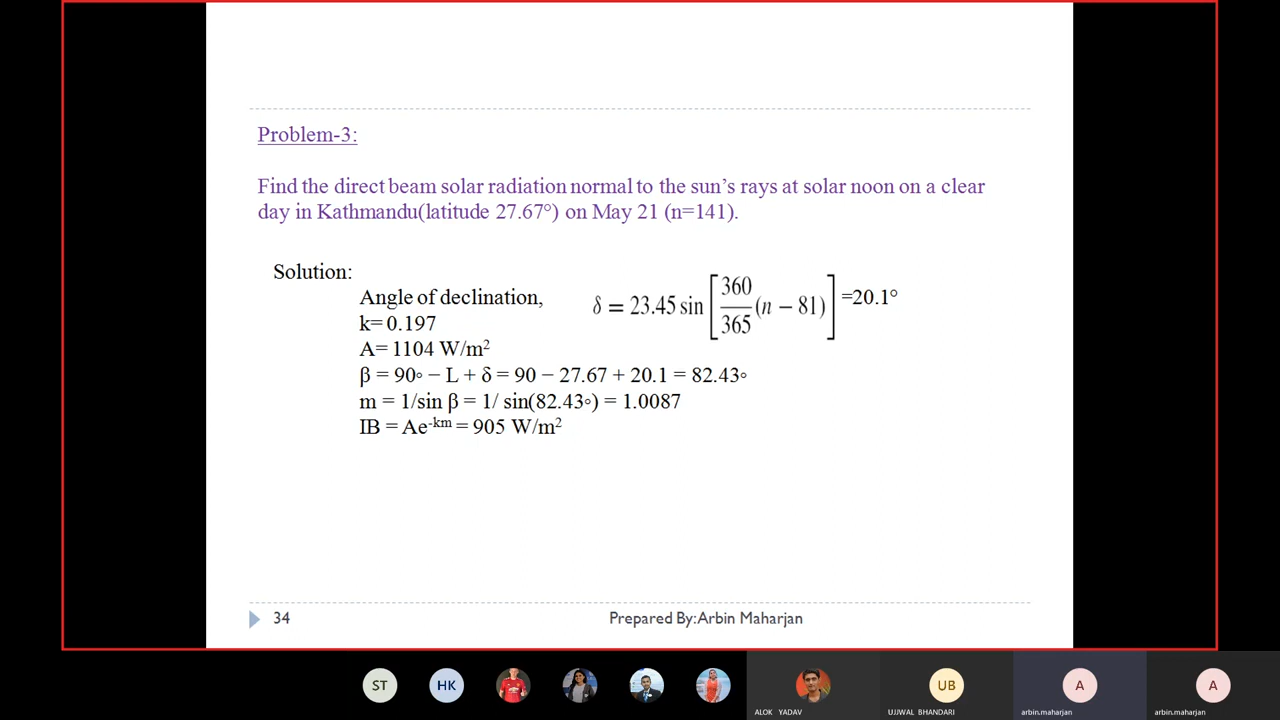 Problem-3:
Find the direct beam solar radiation normal to the sun’s rays at solar noon on a clear
day in Kathmandu(latitude 27.67°) on May 21 (n=141).
Solution:
Angle of declination, δ = 23.45 sin [360/365 (n − 81)] =20.1°
k= 0.197
A= 1104 W/m²
β = 90◦ − L + δ = 90 − 27.67 + 20.1 = 82.43◦
m = 1/sin β = 1/ sin(82.43◦) = 1.0087
IB = Ae⁻ᵏᵐ = 905 W/m²
34 Prepared By:Arbin Maharjan
ST HK UB A A
ALOK YADAV UJJWAL BHANDARI arbin.maharjan arbin.maharjan